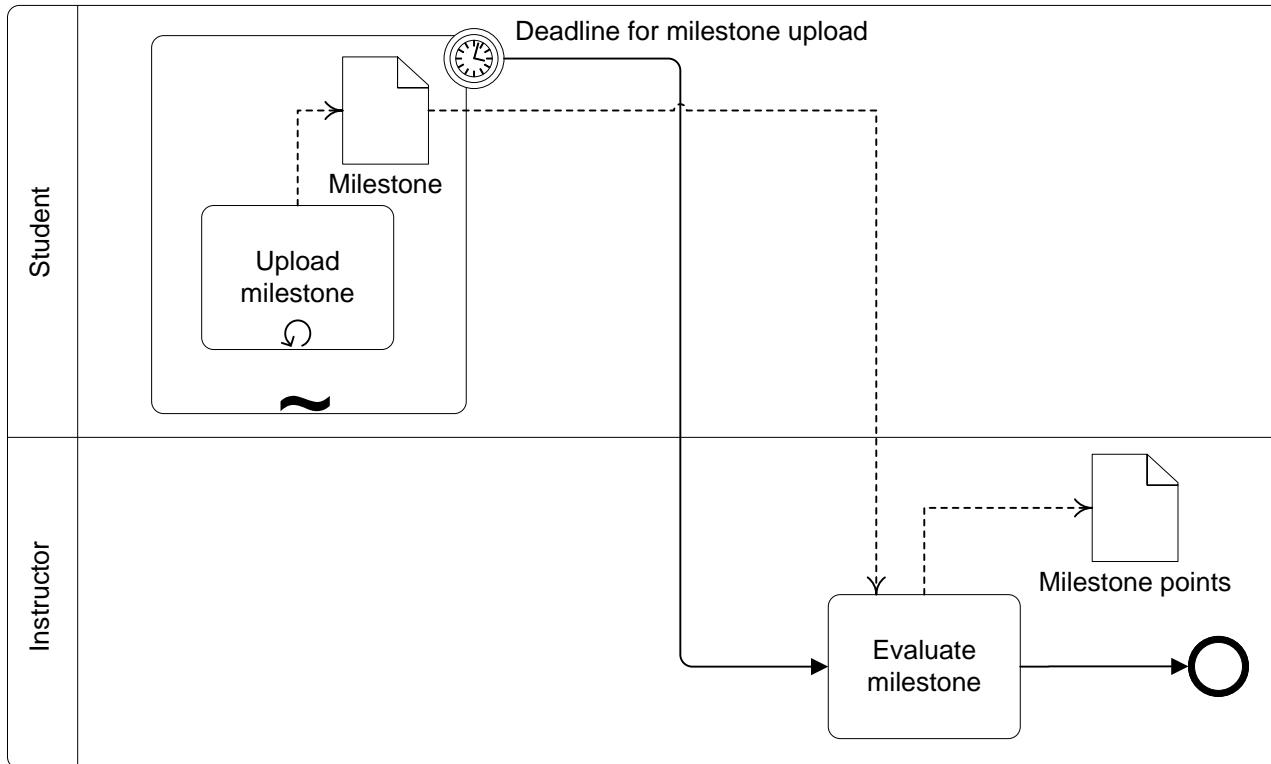 Deadline for milestone upload
Milestone
Student
Upload
milestone
Milestone points
Instructor
Evaluate
milestone